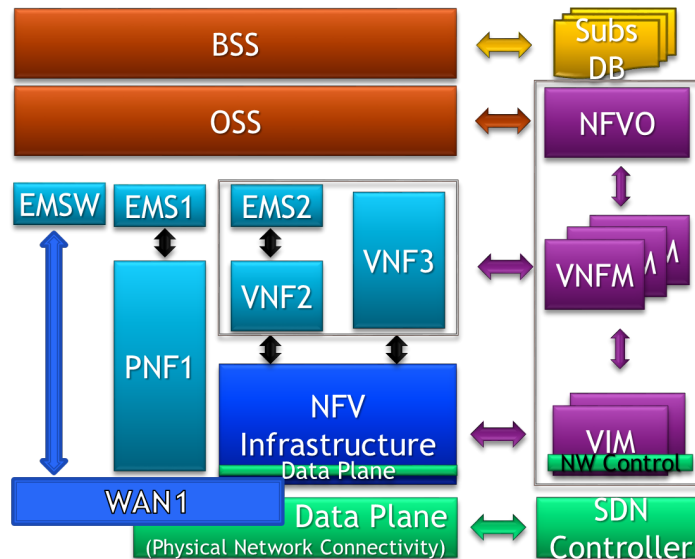 BSS
Subs
DB
OSS
NFVO
EMSW
EMS1
EMS2
VNF3
VNF2
VNFM
M
M
PNF1
NFV
Infrastructure
Data Plane
VIM
NW Control
WAN1
Data Plane
(Physical Network Connectivity)
SDN
Controller